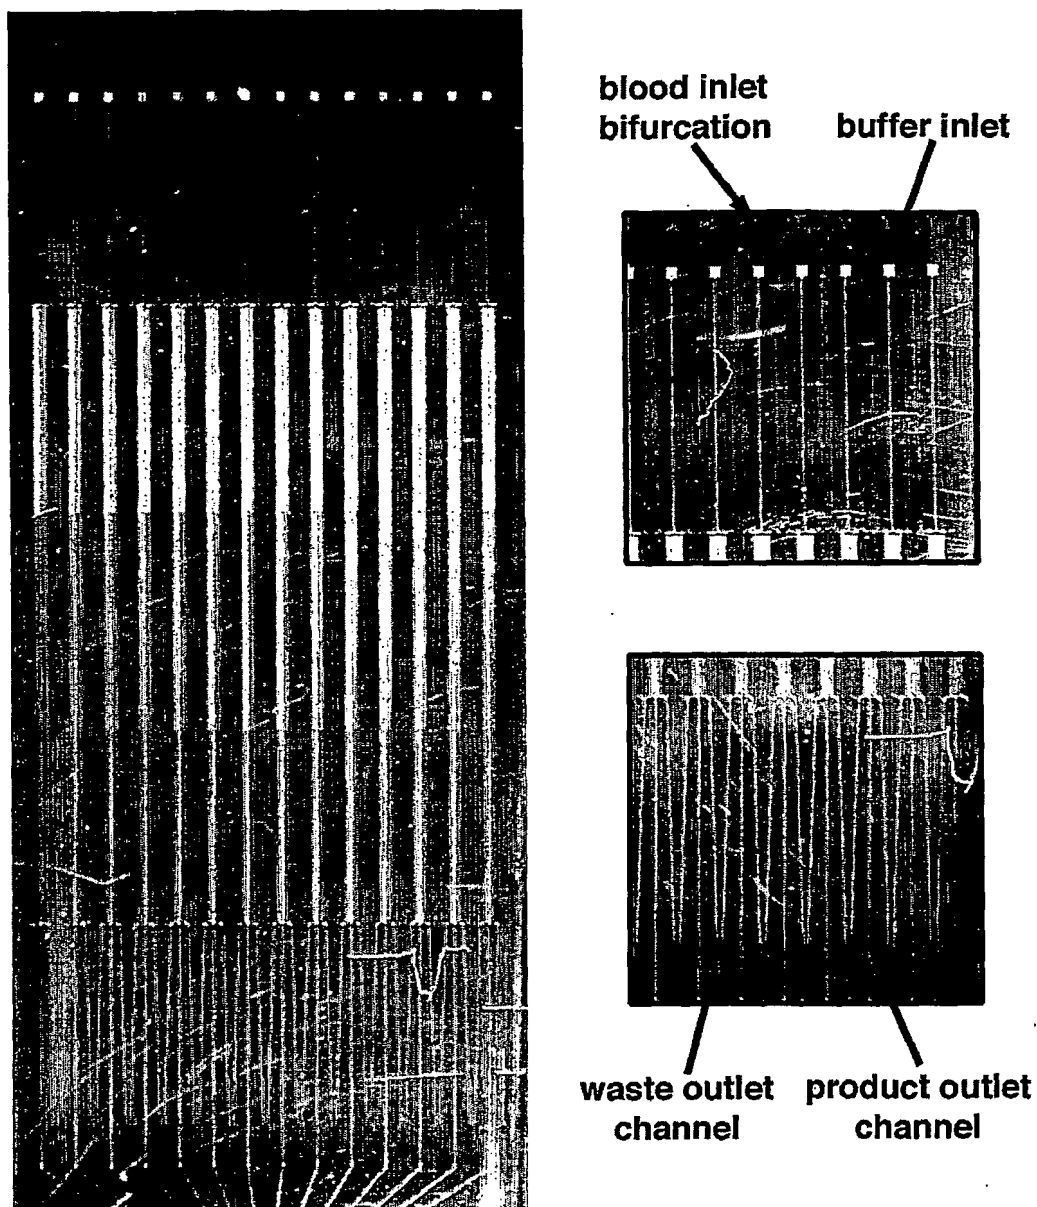 blood inlet
bifurcation
buffer inlet
waste outlet
channel
product outlet
channel